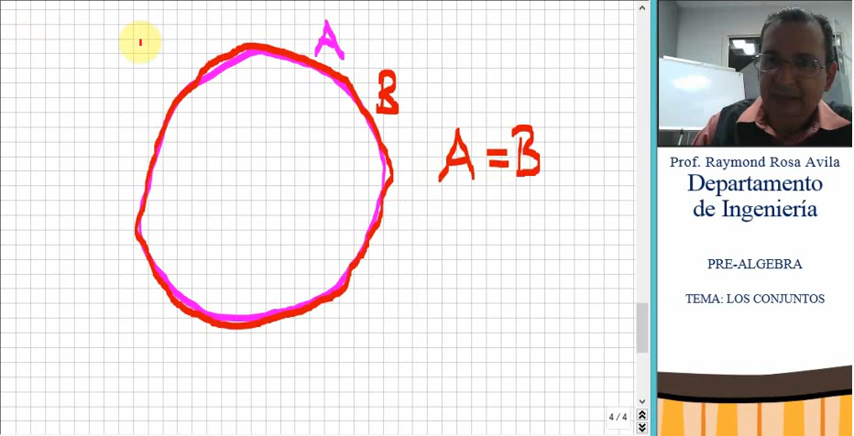 A
B
A = B
Prof. Raymond Rosa Avila
Departamento
de Ingeniería
PRE-ALGEBRA
TEMA: LOS CONJUNTOS
4 / 4